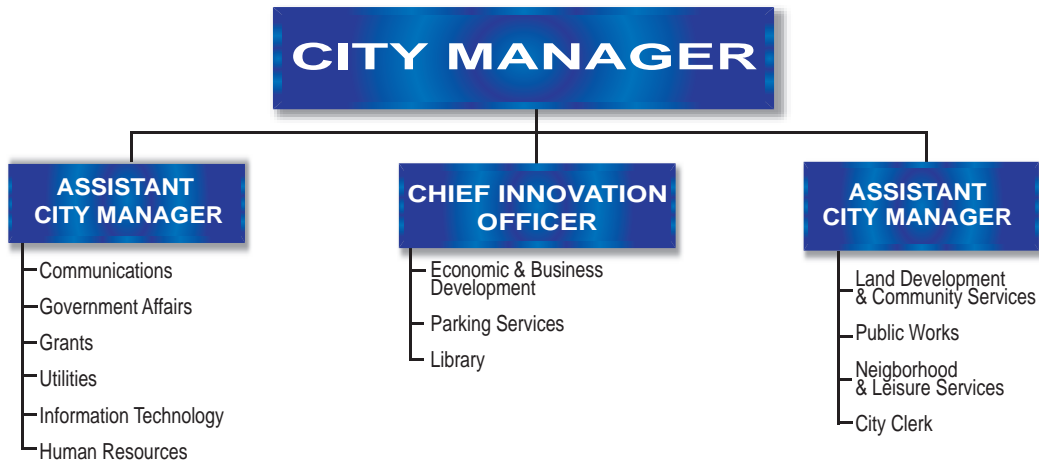 CITY MANAGER
ASSISTANT
CITY MANAGER
Communications
Government Affairs
Grants
Utilities
Information Technology
Human Resources
CHIEF INNOVATION
OFFICER
Economic & Business
Development
Parking Services
Library
ASSISTANT
CITY MANAGER
Land Development
& Community Services
Public Works
Neigborhood
& Leisure Services
City Clerk